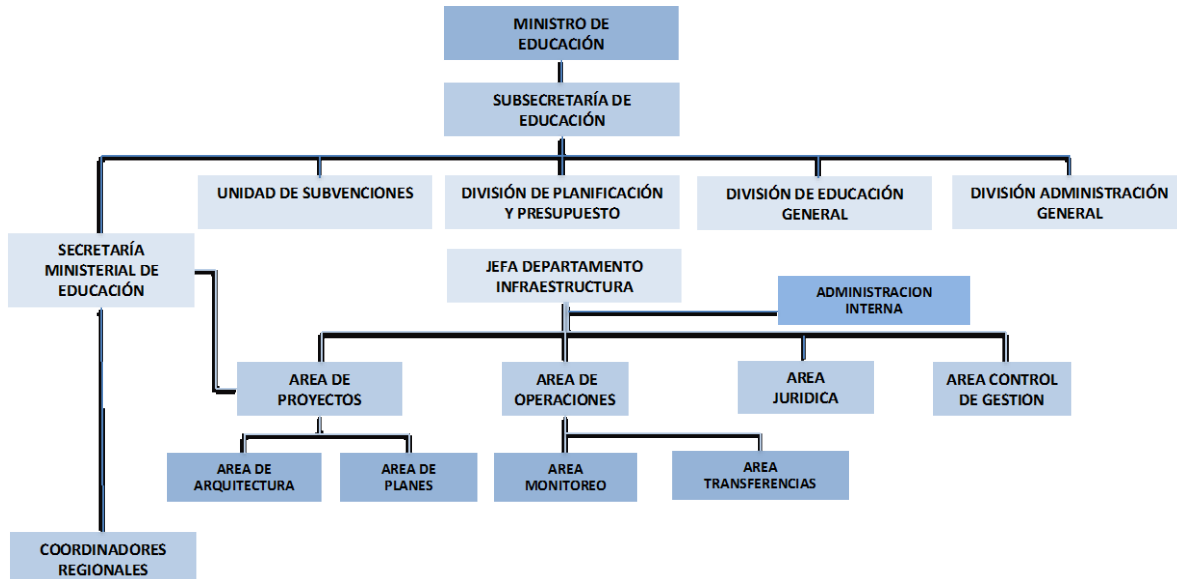 MINISTRO DE
EDUCACIÓN
SUBSECRETARÍA DE
EDUCACIÓN
UNIDAD DE SUBVENCIONES
DIVISIÓN DE PLANIFICACIÓN
Y PRESUPUESTO
DIVISIÓN DE EDUCACIÓN
GENERAL
DIVISIÓN ADMINISTRACIÓN
GENERAL
SECRETARÍA
MINISTERIAL DE
EDUCACIÓN
JEFA DEPARTAMENTO
INFRAESTRUCTURA
ADMINISTRACION
INTERNA
AREA DE
PROYECTOS
AREA DE
OPERACIONES
AREA
JURIDICA
AREA CONTROL
DE GESTION
AREA DE
ARQUITECTURA
AREA DE
PLANES
AREA
MONITOREO
AREA
TRANSFERENCIAS
COORDINADORES
REGIONALES